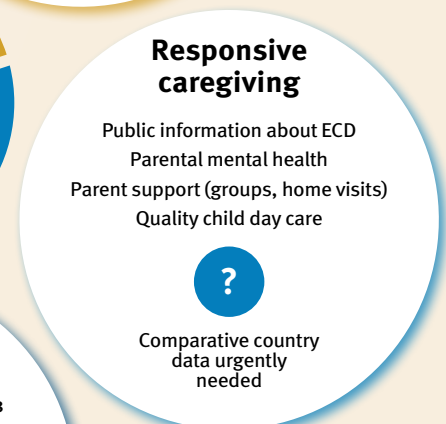 Responsive
caregiving
Public information about ECD
Parental mental health
Parent support (groups, home visits)
Quality child day care
?
Comparative country
data urgently
needed
3